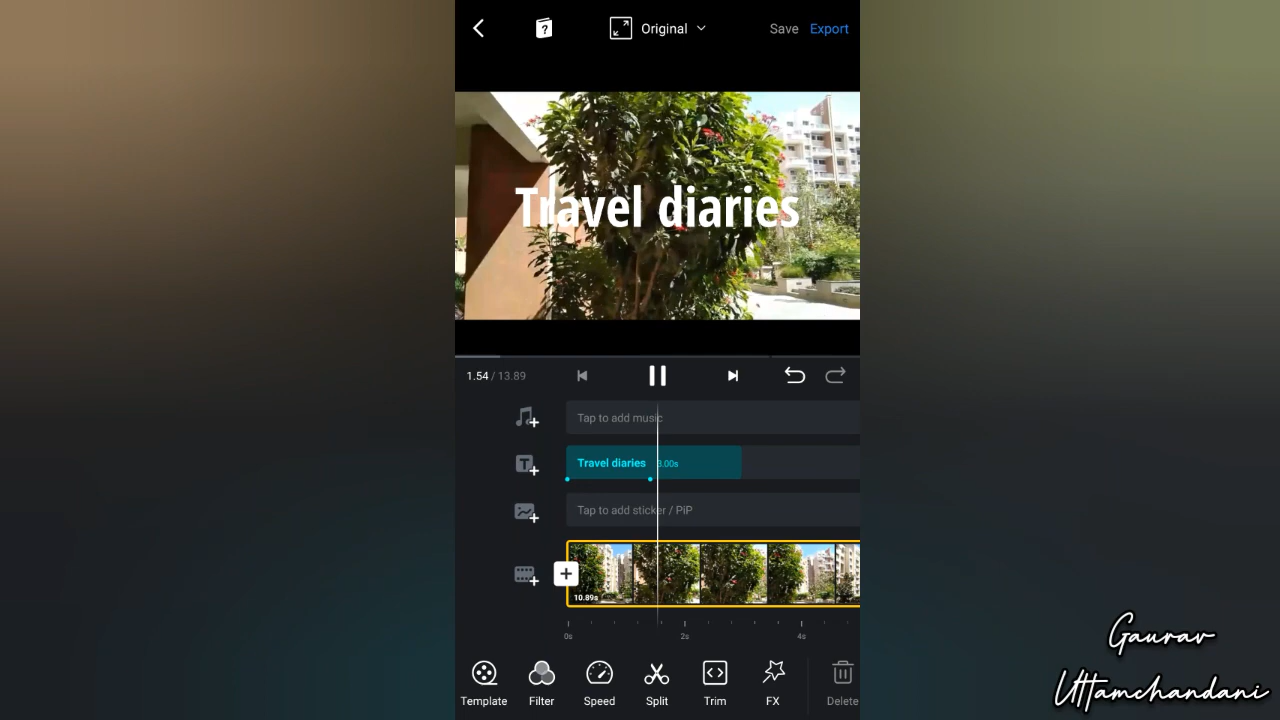 Original
Save
Export
Travel diaries
1.54 / 13.89
Tap to add music
Travel diaries 3.00s
Tap to add sticker / PiP
10.89s
0s
2s
4s
Template
Filter
Speed
Split
Trim
FX
Delete
Gaurav
Uttamchandani